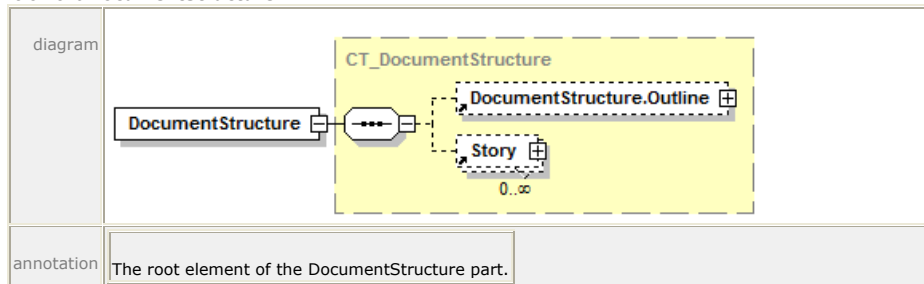 diagram
CT_DocumentStructure
DocumentStructure.Outline
DocumentStructure
Story
0..∞
annotation
The root element of the DocumentStructure part.